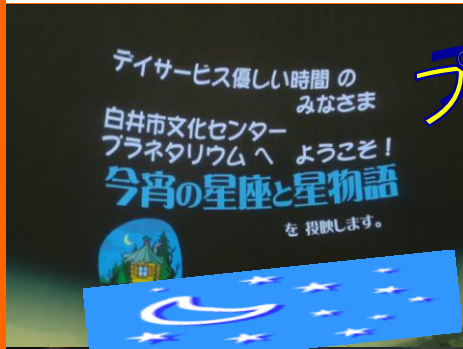 デイサービス優しい時間 の
みなさま
白井市文化センター
プラネタリウム へ ようこそ！
今宵の星座と星物語
を 投映します。
プ